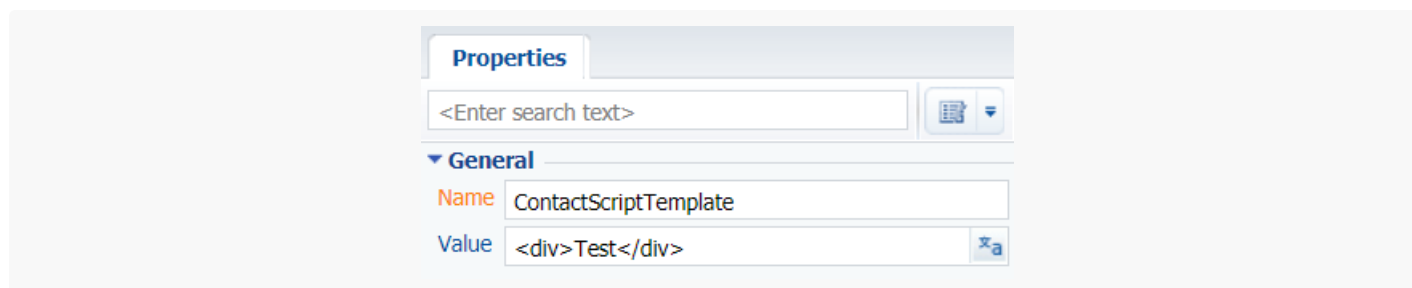 Properties
<Enter search text>
General
Name ContactScriptTemplate
Value <div>Test</div>